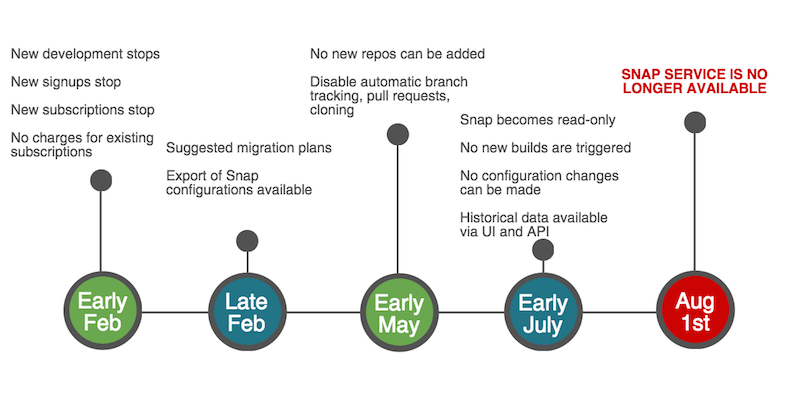 New development stops
New signups stop
New subscriptions stop
No charges for existing
subscriptions
Suggested migration plans
Export of Snap
configurations available
No new repos can be added
Disable automatic branch
tracking, pull requests,
cloning
Snap becomes read-only
No new builds are triggered
No configuration changes
can be made
Historical data available
via UI and API
SNAP SERVICE IS NO
LONGER AVAILABLE
Early
Feb
Late
Feb
Early
May
Early
July
Aug
1st